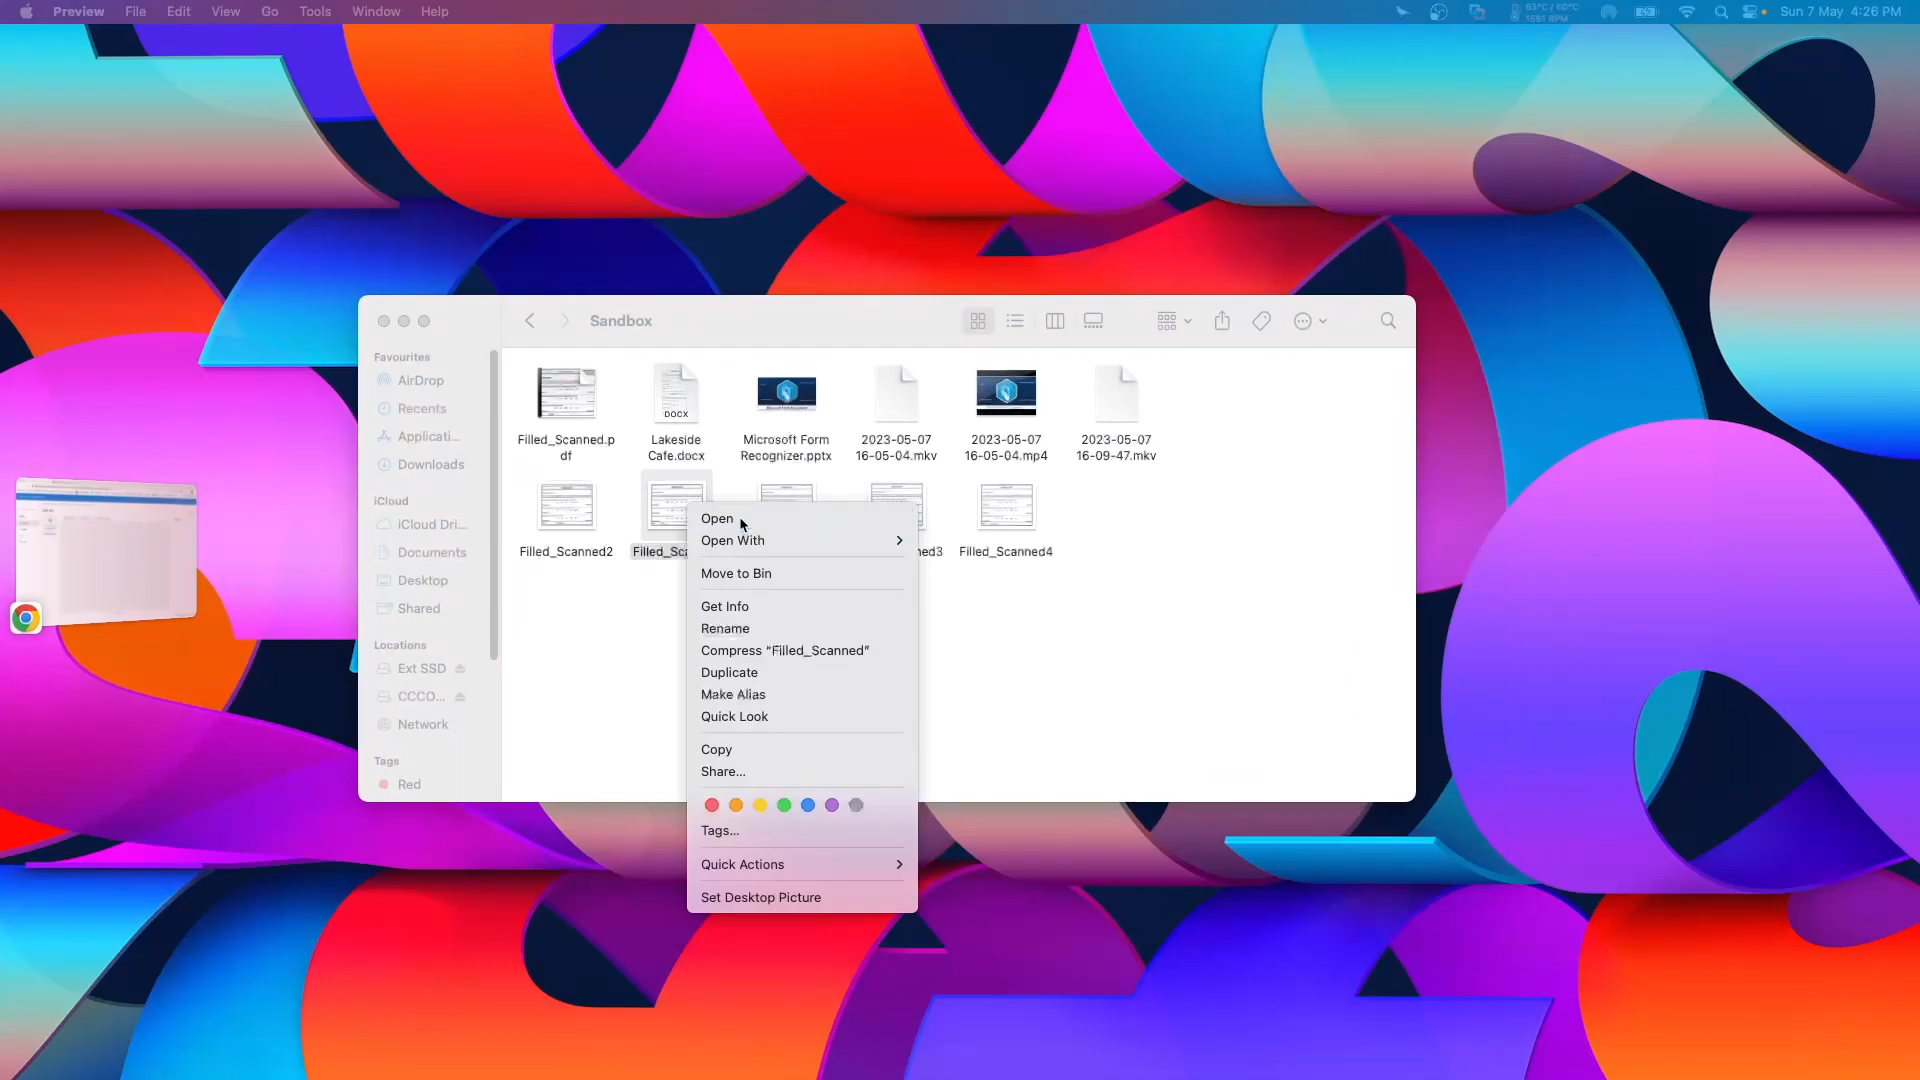 Preview File Edit View Go Tools Window Help
Sun 7 May 4:26 PM
Sandbox
Favourites
AirDrop
Recents
Applicati...
Downloads
iCloud
iCloud Dri...
Documents
Desktop
Shared
Locations
Ext SSD
CCCO...
Network
Tags
Red
Filled_Scanned.p
df
DOCX
Lakeside
Cafe.docx
Microsoft Form
Recognizer.pptx
2023-05-07
16-05-04.mkv
2023-05-07
16-05-04.mp4
2023-05-07
16-09-47.mkv
Filled_Scanned2
Filled_Sca
ned3
Filled_Scanned4
Open
Open With
Move to Bin
Get Info
Rename
Compress “Filled_Scanned”
Duplicate
Make Alias
Quick Look
Copy
Share...
Tags...
Quick Actions
Set Desktop Picture